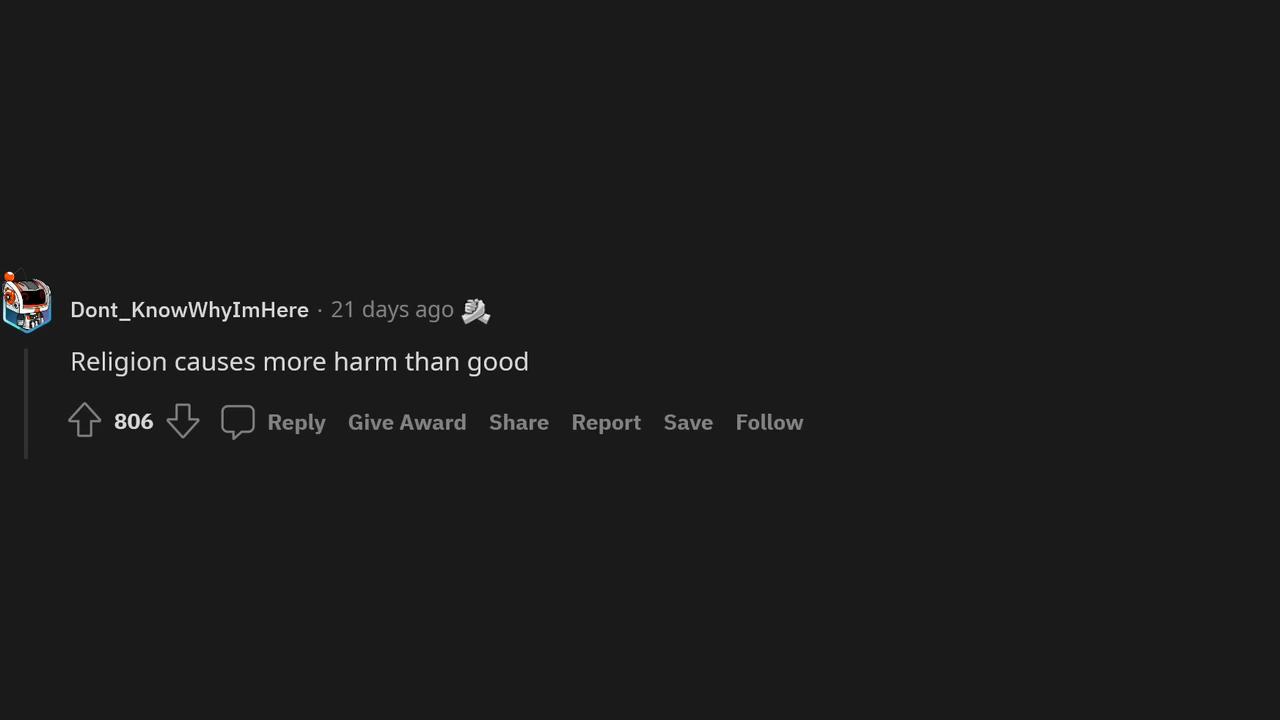 Dont_KnowWhyImHere · 21 days ago
Religion causes more harm than good
806 Reply Give Award Share Report Save Follow